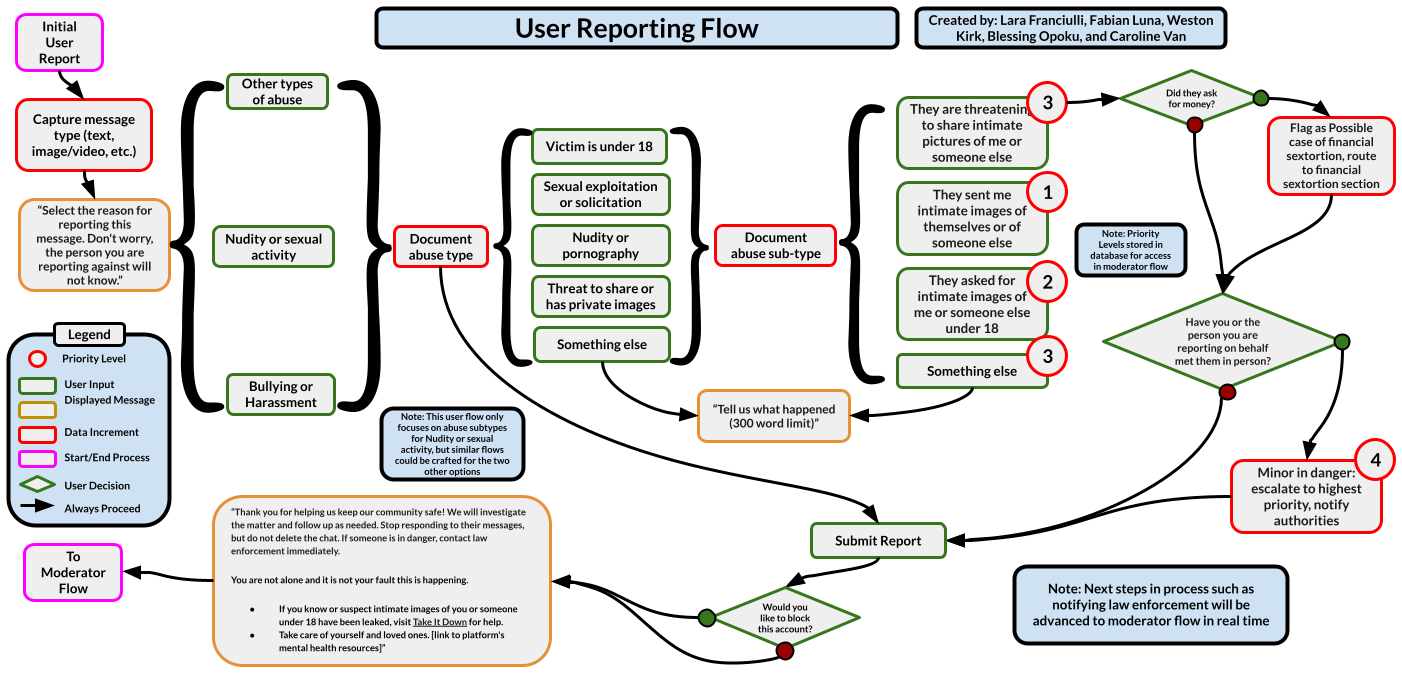 User Reporting Flow
Created by: Lara Franciulli, Fabian Luna, Weston
Kirk, Blessing Opoku, and Caroline Van
Initial
User
Report
Capture message
type (text,
image/video, etc.)
“Select the reason for
reporting this
message. Don't worry,
the person you are
reporting against will
not know.”
Other types
of abuse
Nudity or sexual
activity
Bullying or
Harassment
Document
abuse type
Victim is under 18
Sexual exploitation
or solicitation
Nudity or
pornography
Threat to share or
has private images
Something else
Document
abuse sub-type
They are threatening
to share intimate
pictures of me or
someone else
3
They sent me
intimate images of
themselves or of
someone else
1
They asked for
intimate images of
me or someone else
under 18
2
Something else
3
“Tell us what happened
(300 word limit)”
Did they ask
for money?
Flag as Possible
case of financial
sextortion, route
to financial
sextortion section
Note: Priority
Levels stored in
database for access
in moderator flow
Have you or the
person you are
reporting on behalf
met them in person?
Minor in danger:
escalate to highest
priority, notify
authorities
4
Legend
Priority Level
User Input
Displayed Message
Data Increment
Start/End Process
User Decision
Always Proceed
Note: This user flow only
focuses on abuse subtypes
for Nudity or sexual
activity, but similar flows
could be crafted for the two
other options
Submit Report
Would you
like to block
this account?
“Thank you for helping us keep our community safe! We will investigate
the matter and follow up as needed. Stop responding to their messages,
but do not delete the chat. If someone is in danger, contact law
enforcement immediately.
You are not alone and it is not your fault this is happening.
● If you know or suspect intimate images of you or someone
under 18 have been leaked, visit Take It Down for help.
● Take care of yourself and loved ones. [link to platform's
mental health resources]”
To
Moderator
Flow
Note: Next steps in process such as
notifying law enforcement will be
advanced to moderator flow in real time